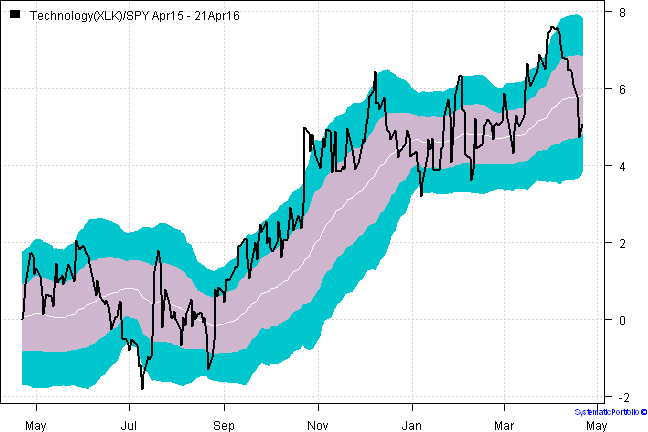 Technology(XLK)/SPY Apr15 - 21Apr16
8
6
4
2
0
-2
SystematicPortfolio ©
May Jul Sep Nov Jan Mar May